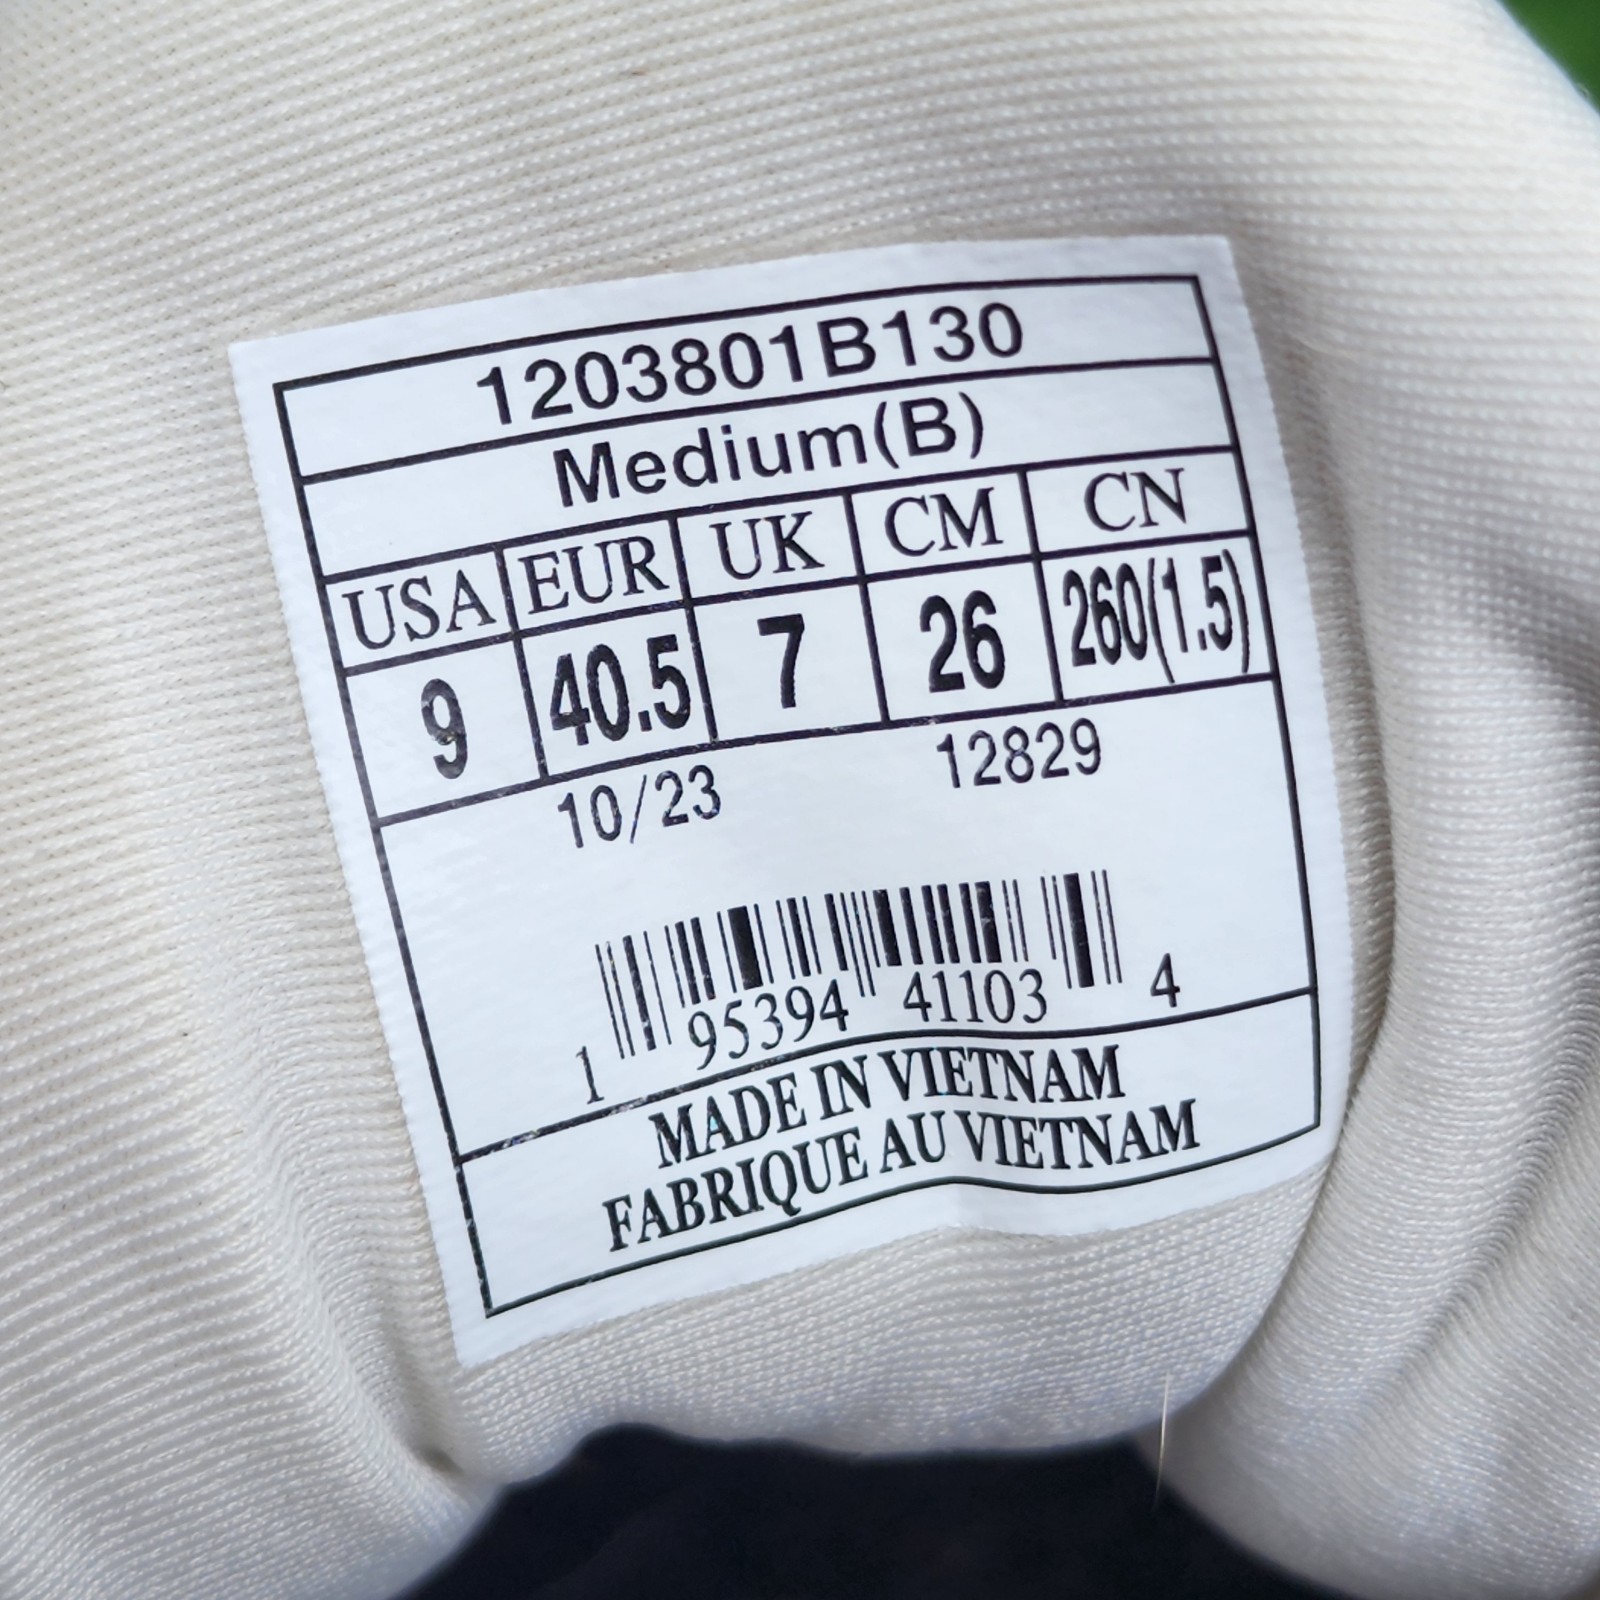 1203801B130
Medium(B)
USA EUR UK CM CN
9 40.5 7 26 260(1.5)
10/23 12829
1 95394 41103 4
MADE IN VIETNAM
FABRIQUE AU VIETNAM